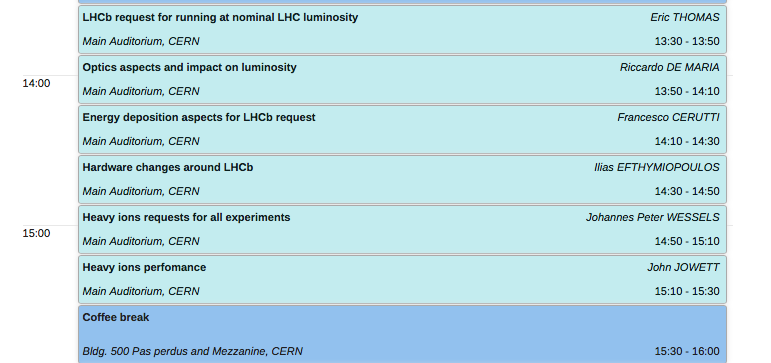 LHCb request for running at nominal LHC luminosity Eric THOMAS
Main Auditorium, CERN 13:30 - 13:50
Optics aspects and impact on luminosity Riccardo DE MARIA
14:00
Main Auditorium, CERN 13:50 - 14:10
Energy deposition aspects for LHCb request Francesco CERUTTI
Main Auditorium, CERN 14:10 - 14:30
Hardware changes around LHCb Ilias EFTHYMIOPOULOS
Main Auditorium, CERN 14:30 - 14:50
Heavy ions requests for all experiments Johannes Peter WESSELS
15:00
Main Auditorium, CERN 14:50 - 15:10
Heavy ions perfomance John JOWETT
Main Auditorium, CERN 15:10 - 15:30
Coffee break
Bldg. 500 Pas perdus and Mezzanine, CERN 15:30 - 16:00